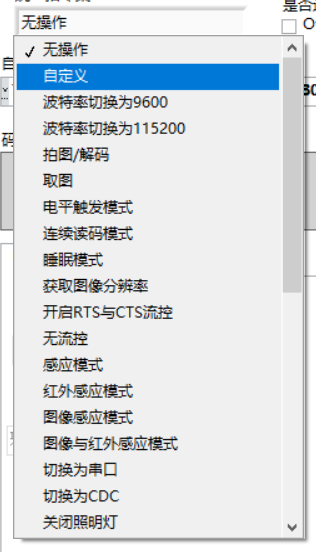 是否
无操作
O
无操作
自
自定义
波特率切换为9600
波特率切换为115200
码
拍图/解码
取图
电平触发模式
连续读码模式
睡眠模式
获取图像分辨率
开启RTS与CTS流控
无流控
感应模式
红外感应模式
图像感应模式
图像与红外感应模式
切换为串口
切换为CDC
关闭照明灯